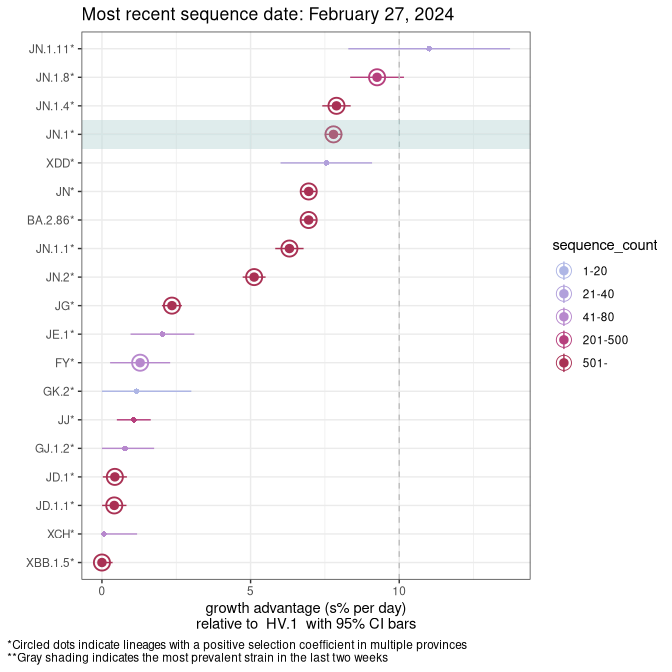 Most recent sequence date: February 27, 2024
JN.1.11*
JN.1.8*
JN.1.4*
JN.1*
XDD*
JN*
BA.2.86*
JN.1.1*
JN.2*
JG*
JE.1*
FY*
GK.2*
JJ*
GJ.1.2*
JD.1*
JD.1.1*
XCH*
XBB.1.5*
0 5 10
growth advantage (s% per day)
relative to HV.1 with 95% CI bars
sequence_count
1-20
21-40
41-80
201-500
501-
*Circled dots indicate lineages with a positive selection coefficient in multiple provinces
**Gray shading indicates the most prevalent strain in the last two weeks